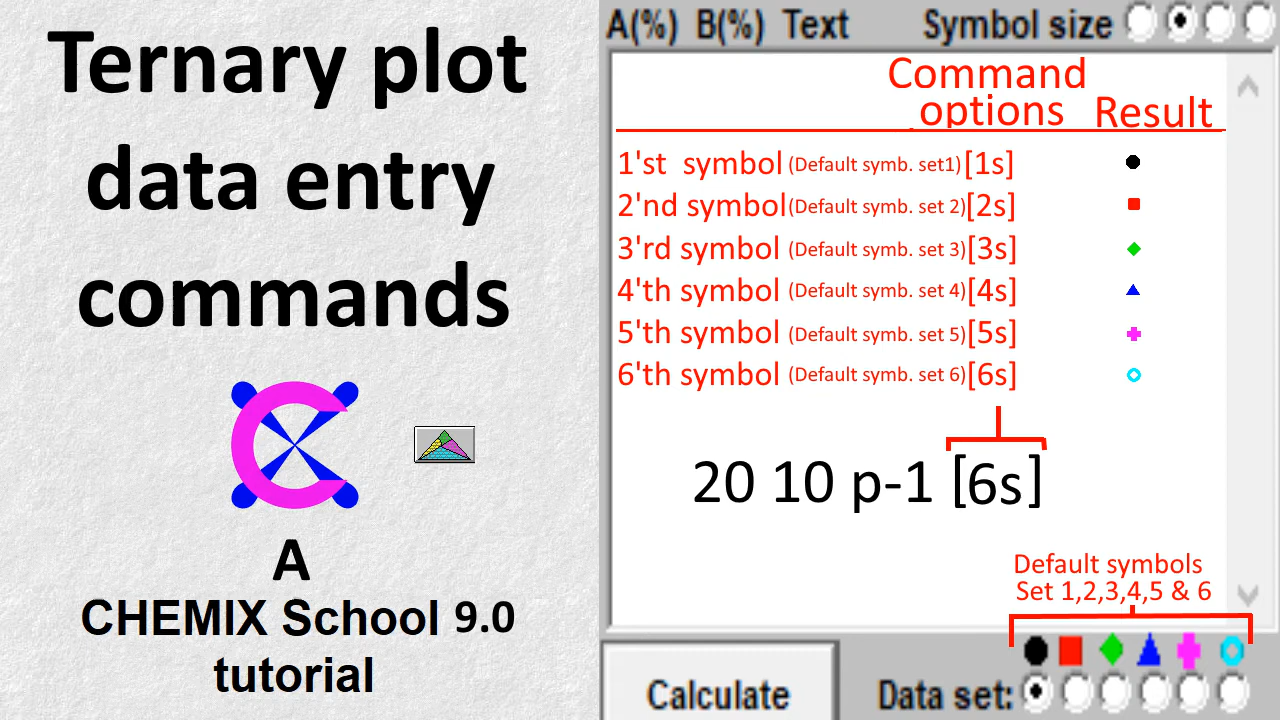 Ternary plot
data entry
commands
A
CHEMIX School 9.0
tutorial
A(%) B(%) Text Symbol size
Command
options Result
1'st symbol (Default symb. set1) [1s]
2'nd symbol (Default symb. set 2) [2s]
3'rd symbol (Default symb. set 3) [3s]
4'th symbol (Default symb. set 4) [4s]
5'th symbol (Default symb. set 5) [5s]
6'th symbol (Default symb. set 6) [6s]
20 10 p-1 [6s]
Default symbols
Set 1,2,3,4,5 & 6
Calculate Data set: